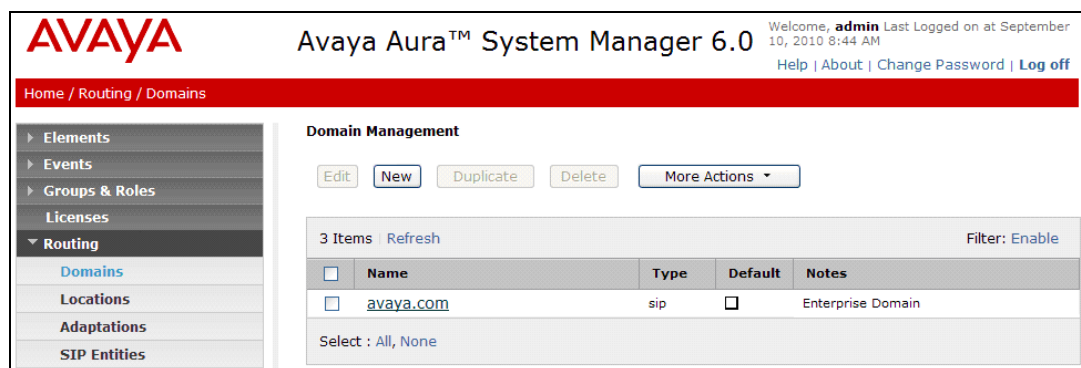 AVAYA
Avaya Aura™ System Manager 6.0
Welcome, admin Last Logged on at September
10, 2010 8:44 AM
Help | About | Change Password | Log off
Home / Routing / Domains
Elements
Events
Groups & Roles
Licenses
Routing
Domains
Locations
Adaptations
SIP Entities
Domain Management
Edit New Duplicate Delete More Actions
3 Items | Refresh Filter: Enable
Name Type Default Notes
avaya.com sip Enterprise Domain
Select : All, None